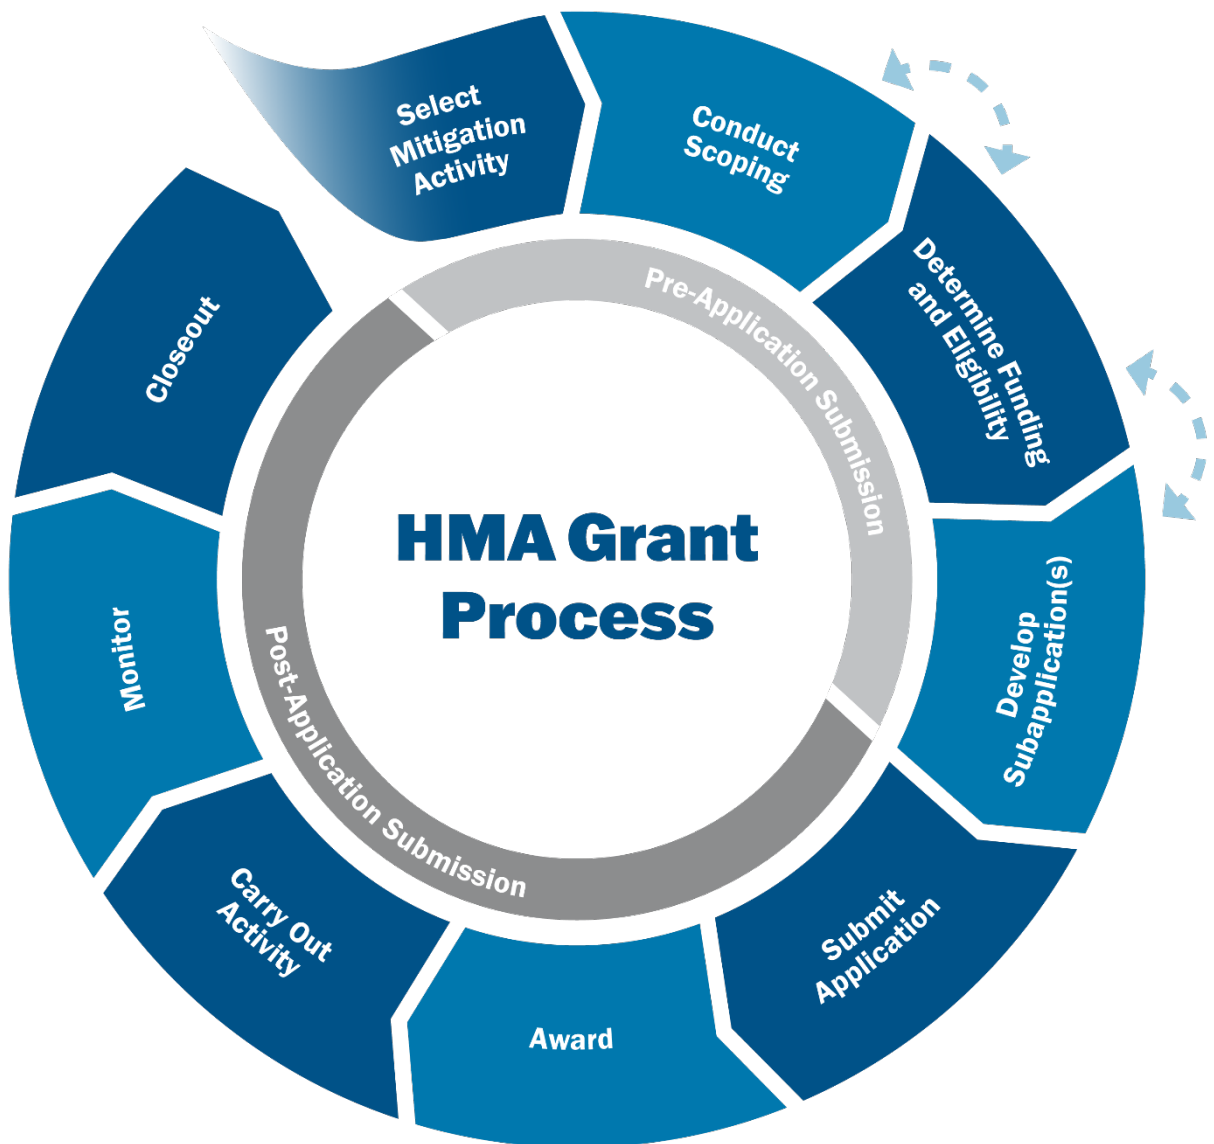 Select
Mitigation
Activity
Conduct
Scoping
Determine Funding
and Eligibility
Develop
Subapplication(s)
Submit
Application
Award
Carry Out
Activity
Monitor
Closeout
Pre-Application Submission
Post-Application Submission
HMA Grant
Process